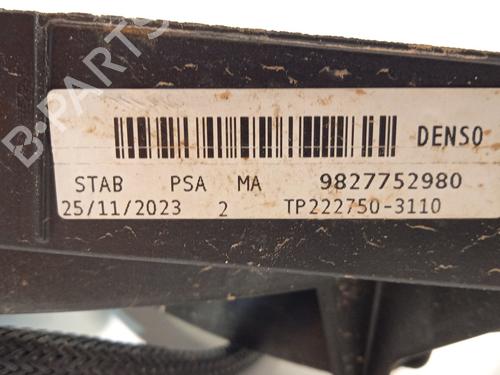 B-PARTS
DENSO
STAB PSA MA 9827752980
25/11/2023 2 TP222750-3110